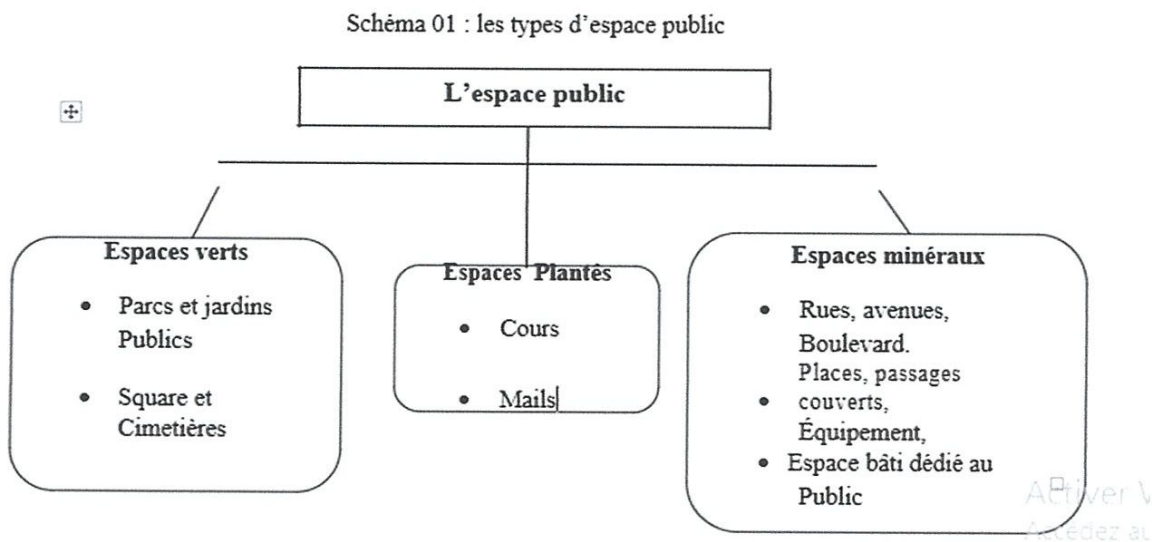 Schéma 01 : les types d'espace public
L'espace public
Espaces verts
• Parcs et jardins
Publics
• Square et
Cimetières
Espaces Plantés
• Cours
• Mails
Espaces minéraux
• Rues, avenues,
Boulevard.
Places, passages
• couverts,
Équipement,
• Espace bâti dédié au
Public
Activer
Accédez au